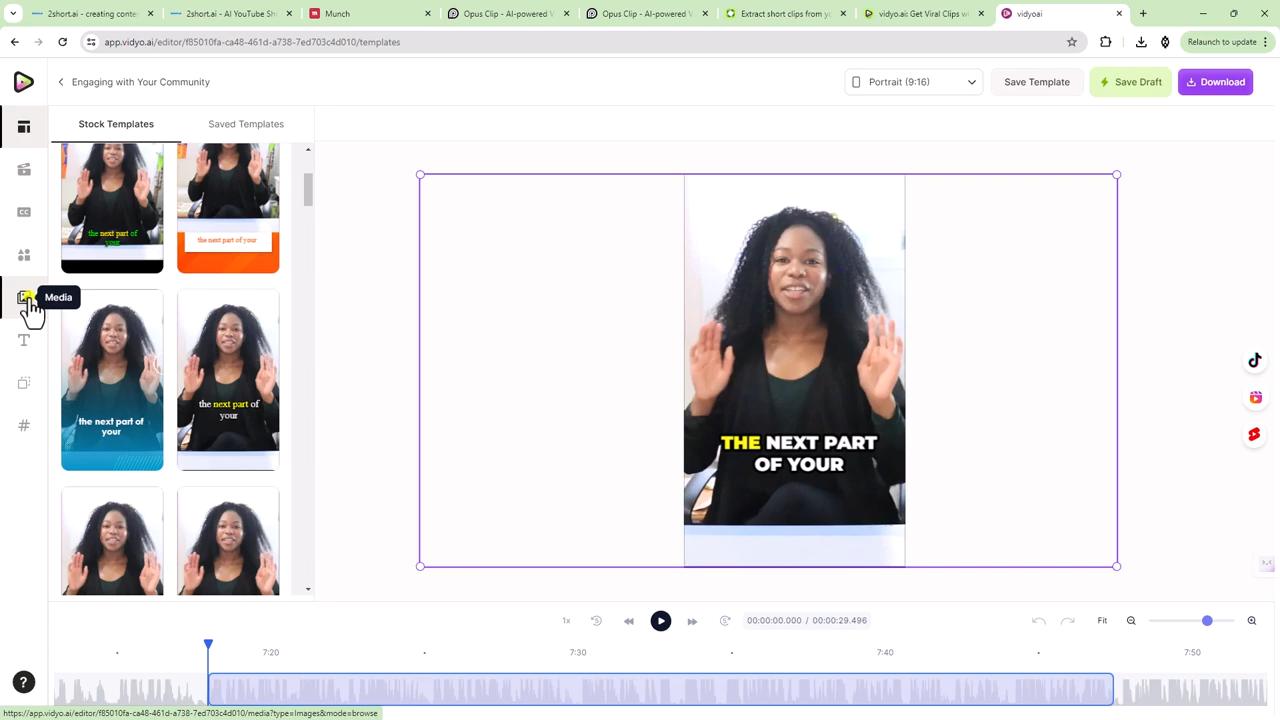 2short.ai - creating conten
2short.ai - AI YouTube Sh
Munch
Opus Clip - AI-powered V
Opus Clip - AI-powered V
Extract short clips from yo
vidyo.ai: Get Viral Clips wi
vidyoai
app.vidyo.ai/editor/f85010fa-ca48-461d-a738-7ed703c4d010/templates
Relaunch to update
Engaging with Your Community
Portrait (9:16)
Save Template
Save Draft
Download
Stock Templates
Saved Templates
CC
Media
the next part of
your
the next part of your
the next part of
your
the next part of
your
THE NEXT PART
OF YOUR
1x
00:00:00.000 / 00:00:29.496
Fit
7:20
7:30
7:40
7:50
?
https://app.vidyo.ai/editor/f85010fa-ca48-461d-a738-7ed703c4d010/media?type=Images&mode=browse